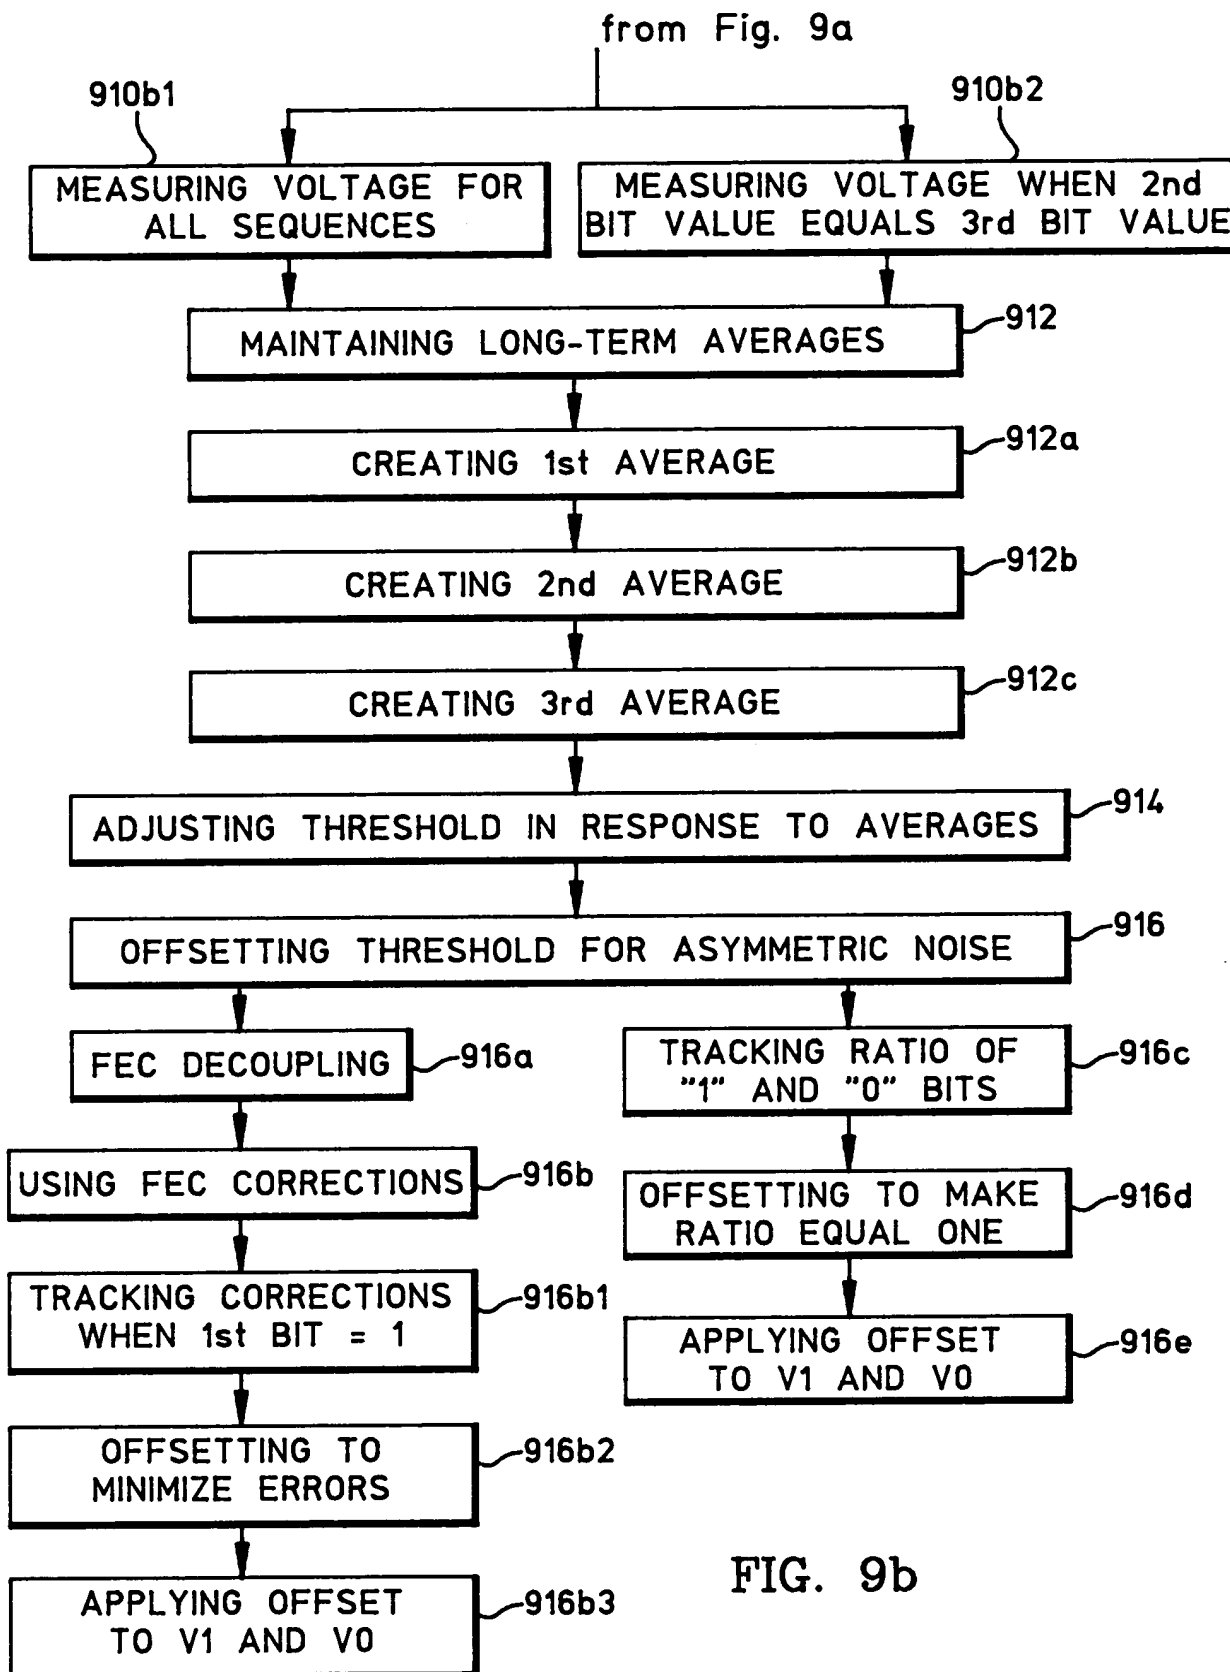 from Fig. 9a
910b1
910b2
MEASURING VOLTAGE FOR
ALL SEQUENCES
MEASURING VOLTAGE WHEN 2nd
BIT VALUE EQUALS 3rd BIT VALUE
MAINTAINING LONG-TERM AVERAGES
912
CREATING 1st AVERAGE
912a
CREATING 2nd AVERAGE
912b
CREATING 3rd AVERAGE
912c
ADJUSTING THRESHOLD IN RESPONSE TO AVERAGES
914
OFFSETTING THRESHOLD FOR ASYMMETRIC NOISE
916
FEC DECOUPLING
916a
USING FEC CORRECTIONS
916b
TRACKING CORRECTIONS
WHEN 1st BIT = 1
916b1
OFFSETTING TO
MINIMIZE ERRORS
916b2
APPLYING OFFSET
TO V1 AND V0
916b3
TRACKING RATIO OF
"1" AND "0" BITS
916c
OFFSETTING TO MAKE
RATIO EQUAL ONE
916d
APPLYING OFFSET
TO V1 AND V0
916e
FIG. 9b